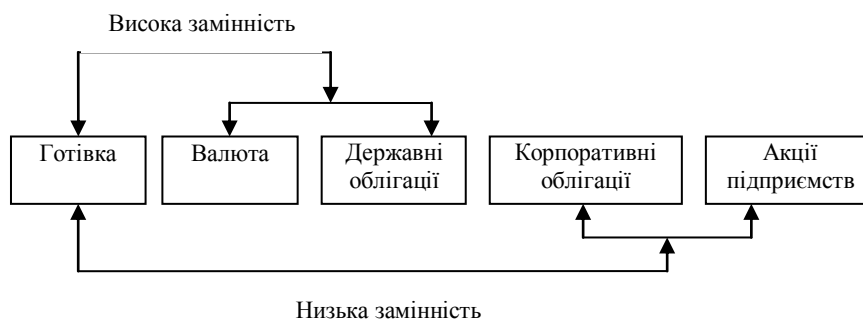 Висока замінність
Готівка
Валюта
Державні
облігації
Корпоративні
облігації
Акції
підприємств
Низька замінність